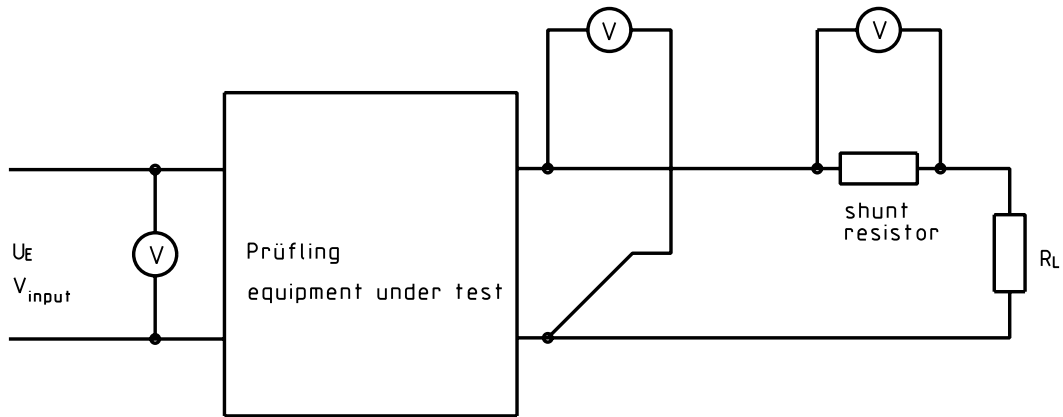 V
V
V
UE
Vinput
Prüfling
equipment under test
shunt
resistor
RL